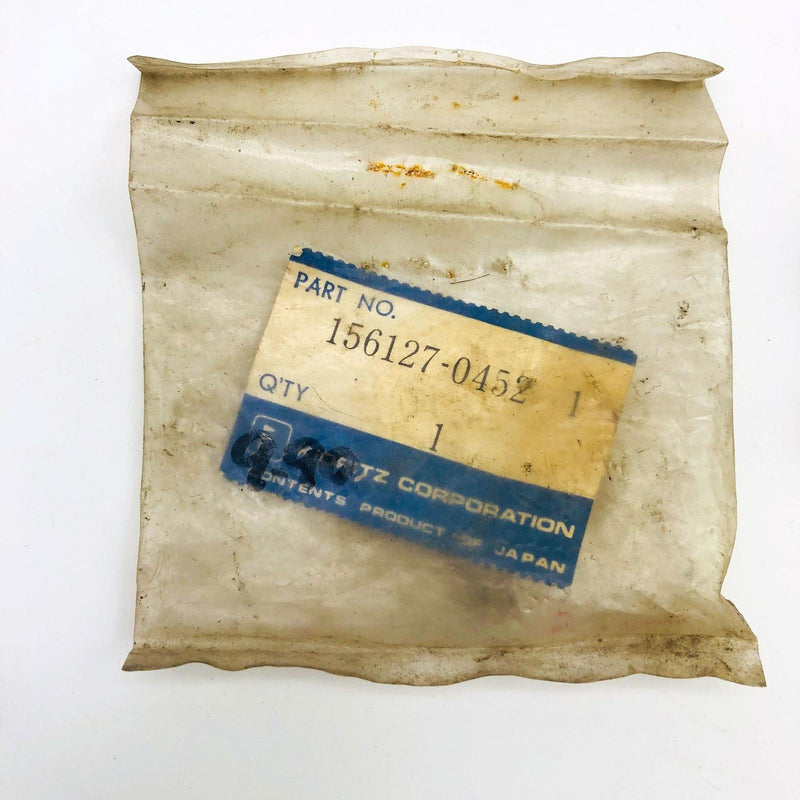 PART NO.
156127-0452 1
Q'TY
1
CORPORATION
CONTENTS PRODUCT OF JAPAN